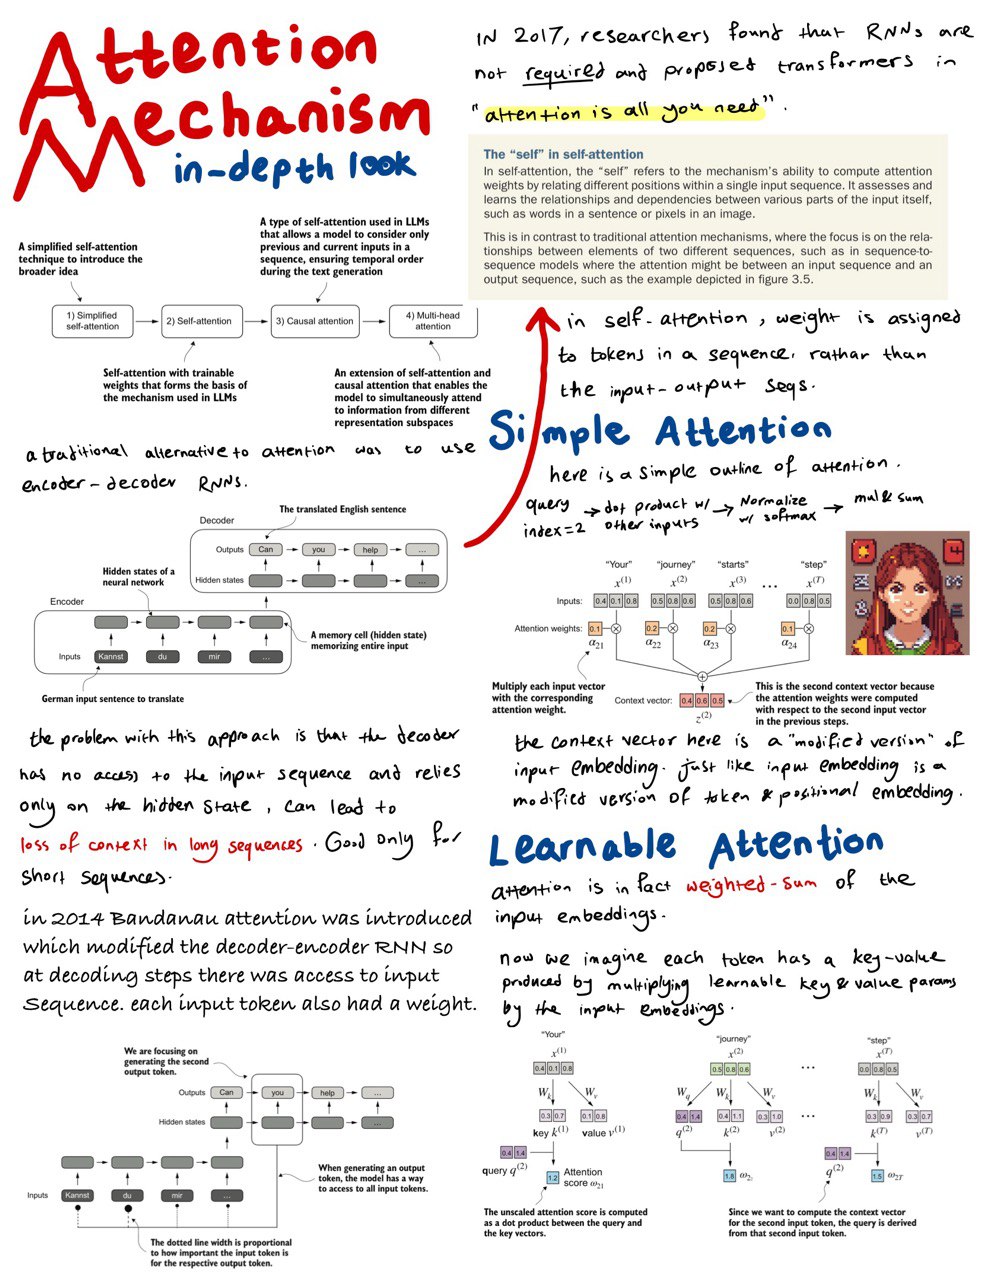 Attention
Mechanism
in-depth look
A simplified self-attention
technique to introduce the
broader idea
A type of self-attention used in LLMs
that allows a model to consider only
previous and current inputs in a
sequence, ensuring temporal order
during the text generation
1) Simplified
self-attention
2) Self-attention
3) Causal attention
4) Multi-head
attention
Self-attention with trainable
weights that forms the basis of
the mechanism used in LLMs
An extension of self-attention and
causal attention that enables the
model to simultaneously attend
to information from different
representation subspaces
a traditional alternative to attention was to use
encoder-decoder RNNs.
The translated English sentence
Decoder
Outputs
Can
you
help
...
Hidden states
...
Hidden states of a
neural network
Encoder
A memory cell (hidden state)
memorizing entire input
Inputs
Kannst
du
mir
...
German input sentence to translate
the problem with this approach is that the decoder
has no access to the input sequence and relies
only on the hidden state, can lead to
loss of context in long sequences. Good only for
short sequences.
in 2014 Bandanau attention was introduced
which modified the decoder-encoder RNN so
at decoding steps there was access to input
Sequence. each input token also had a weight.
We are focusing on
generating the second
output token.
Outputs
Can
you
help
...
Hidden states
...
When generating an output
token, the model has a way
to access to all input tokens.
Inputs
Kannst
du
mir
...
The dotted line width is proportional
to how important the input token is
for the respective output token.
IN 2017, researchers found that RNNs are
not required and proposed transformers in
"attention is all you need".
The “self” in self-attention
In self-attention, the “self” refers to the mechanism’s ability to compute attention
weights by relating different positions within a single input sequence. It assesses and
learns the relationships and dependencies between various parts of the input itself,
such as words in a sentence or pixels in an image.
This is in contrast to traditional attention mechanisms, where the focus is on the rela-
tionships between elements of two different sequences, such as in sequence-to-
sequence models where the attention might be between an input sequence and an
output sequence, such as the example depicted in figure 3.5.
in self-attention, weight is assigned
to tokens in a sequence. rathar than
the input-output seqs.
Simple Attention
here is a simple outline of attention.
query → dot product w/ → Normalize → mul & sum
index=2 other inputs w/ softmax
“Your” “journey” “starts” “step”
x(1) x(2) x(3) ... x(T)
Inputs: 0.4 0.1 0.8 0.5 0.8 0.6 0.5 0.8 0.6 0.0 0.8 0.5
Attention weights: 0.1 0.2 0.2 0.1
α21 α22 α23 α24
Multiply each input vector
with the corresponding
attention weight.
Context vector: 0.4 0.6 0.5
z(2)
This is the second context vector because
the attention weights were computed
with respect to the second input vector
in the previous steps.
4
the context vector here is a "modified version" of
input embedding. just like input embedding is a
modified version of token & positional embedding.
Learnable Attention
attention is in fact weighted-sum of the
input embeddings.
now we imagine each token has a key-value
produced by multiplying learnable key & value params
by the input embeddings.
“Your” “journey” “step”
x(1) x(2) x(T)
0.4 0.1 0.8 0.5 0.8 0.6 ... 0.0 0.8 0.5
Wk Wv Wq Wk Wv Wk Wv
0.3 0.7 0.1 0.8 0.4 1.4 0.4 1.1 0.3 1.0 ... 0.3 0.9 0.3 0.7
key k(1) value v(1) q(2) k(2) v(2) k(T) v(T)
0.4 1.4 0.4 1.4
query q(2) 1.2 Attention
score ω21
1.8
q(2) 1.5 ω2T
The unscaled attention score is computed
as a dot product between the query and
the key vectors.
Since we want to compute the context vector
for the second input token, the query is derived
from that second input token.